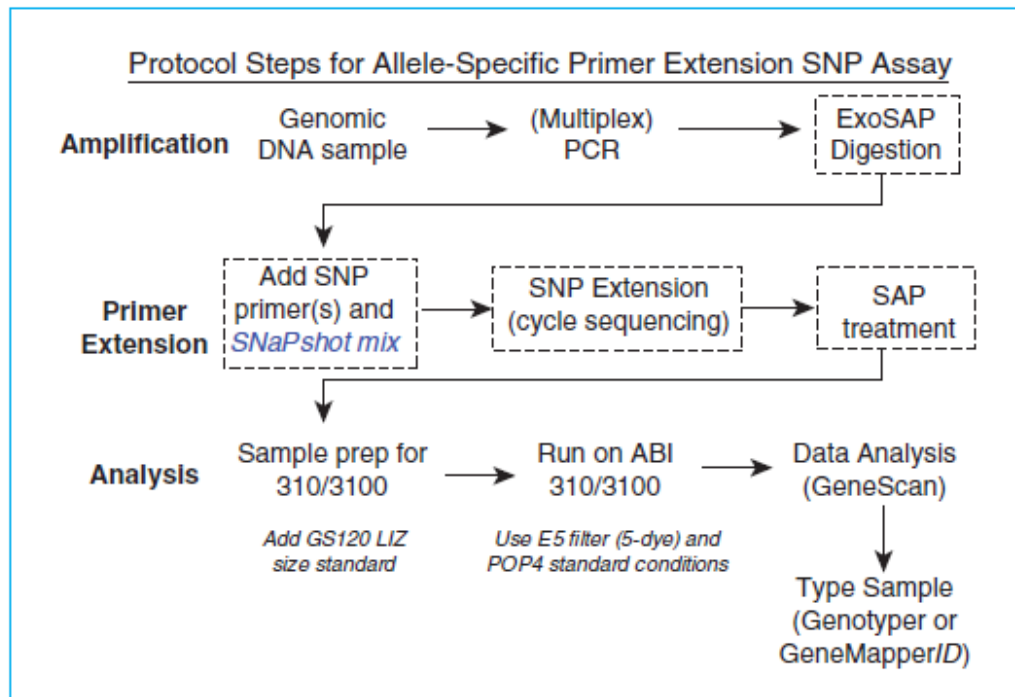 Protocol Steps for Allele-Specific Primer Extension SNP Assay
Amplification
Genomic
DNA sample
(Multiplex)
PCR
ExoSAP
Digestion
Primer
Extension
Add SNP
primer(s) and
SNaPshot mix
SNP Extension
(cycle sequencing)
SAP
treatment
Analysis
Sample prep for
310/3100
Add GS120 LIZ
size standard
Run on ABI
310/3100
Use E5 filter (5-dye) and
POP4 standard conditions
Data Analysis
(GeneScan)
Type Sample
(Genotyper or
GeneMapperID)